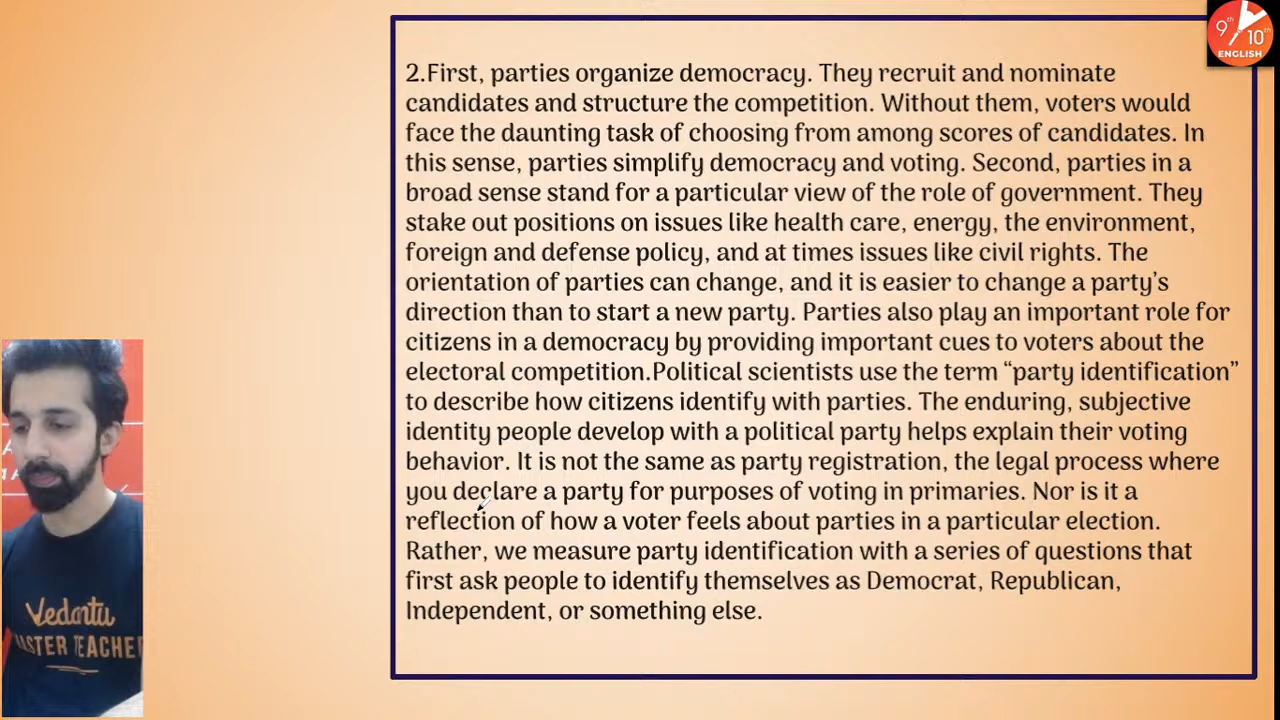 9th 10th
ENGLISH
2.First, parties organize democracy. They recruit and nominate
candidates and structure the competition. Without them, voters would
face the daunting task of choosing from among scores of candidates. In
this sense, parties simplify democracy and voting. Second, parties in a
broad sense stand for a particular view of the role of government. They
stake out positions on issues like health care, energy, the environment,
foreign and defense policy, and at times issues like civil rights. The
orientation of parties can change, and it is easier to change a party’s
direction than to start a new party. Parties also play an important role for
citizens in a democracy by providing important cues to voters about the
electoral competition.Political scientists use the term “party identification”
to describe how citizens identify with parties. The enduring, subjective
identity people develop with a political party helps explain their voting
behavior. It is not the same as party registration, the legal process where
you declare a party for purposes of voting in primaries. Nor is it a
reflection of how a voter feels about parties in a particular election.
Rather, we measure party identification with a series of questions that
first ask people to identify themselves as Democrat, Republican,
Independent, or something else.
Vedantu
ASTER TEACHER